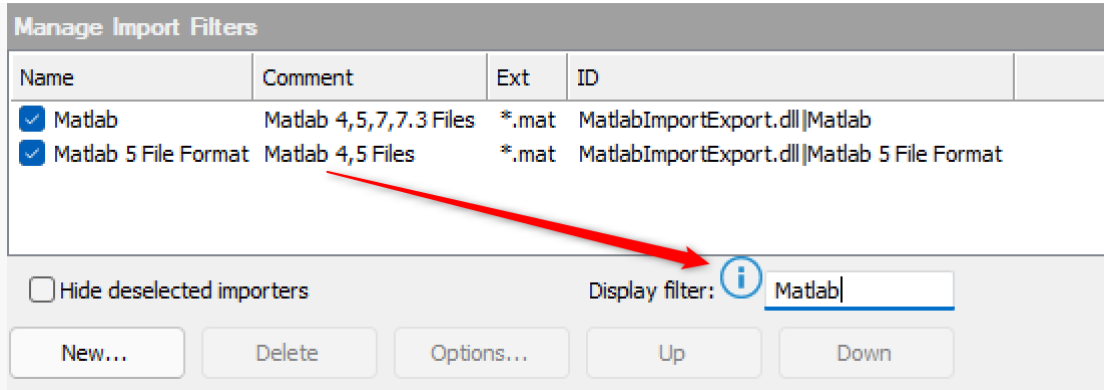 Manage Import Filters
Name Comment Ext ID
Matlab Matlab 4,5,7,7.3 Files *.mat MatlabImportExport.dll|Matlab
Matlab 5 File Format Matlab 4,5 Files *.mat MatlabImportExport.dll|Matlab 5 File Format
Hide deselected importers Display filter: i Matlab
New... Delete Options... Up Down